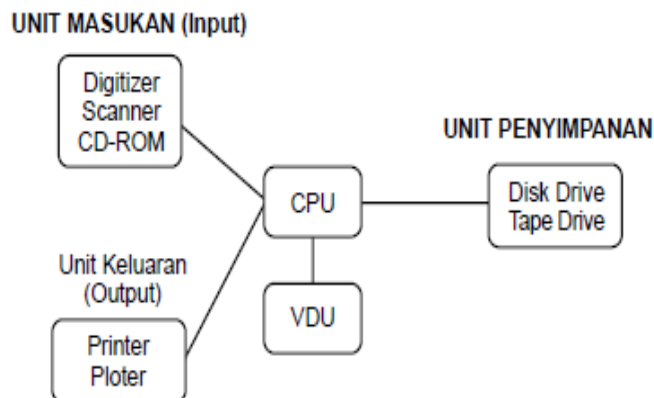 UNIT MASUKAN (Input)
Digitizer
Scanner
CD-ROM
UNIT PENYIMPANAN
CPU
Disk Drive
Tape Drive
Unit Keluaran
(Output)
VDU
Printer
Ploter